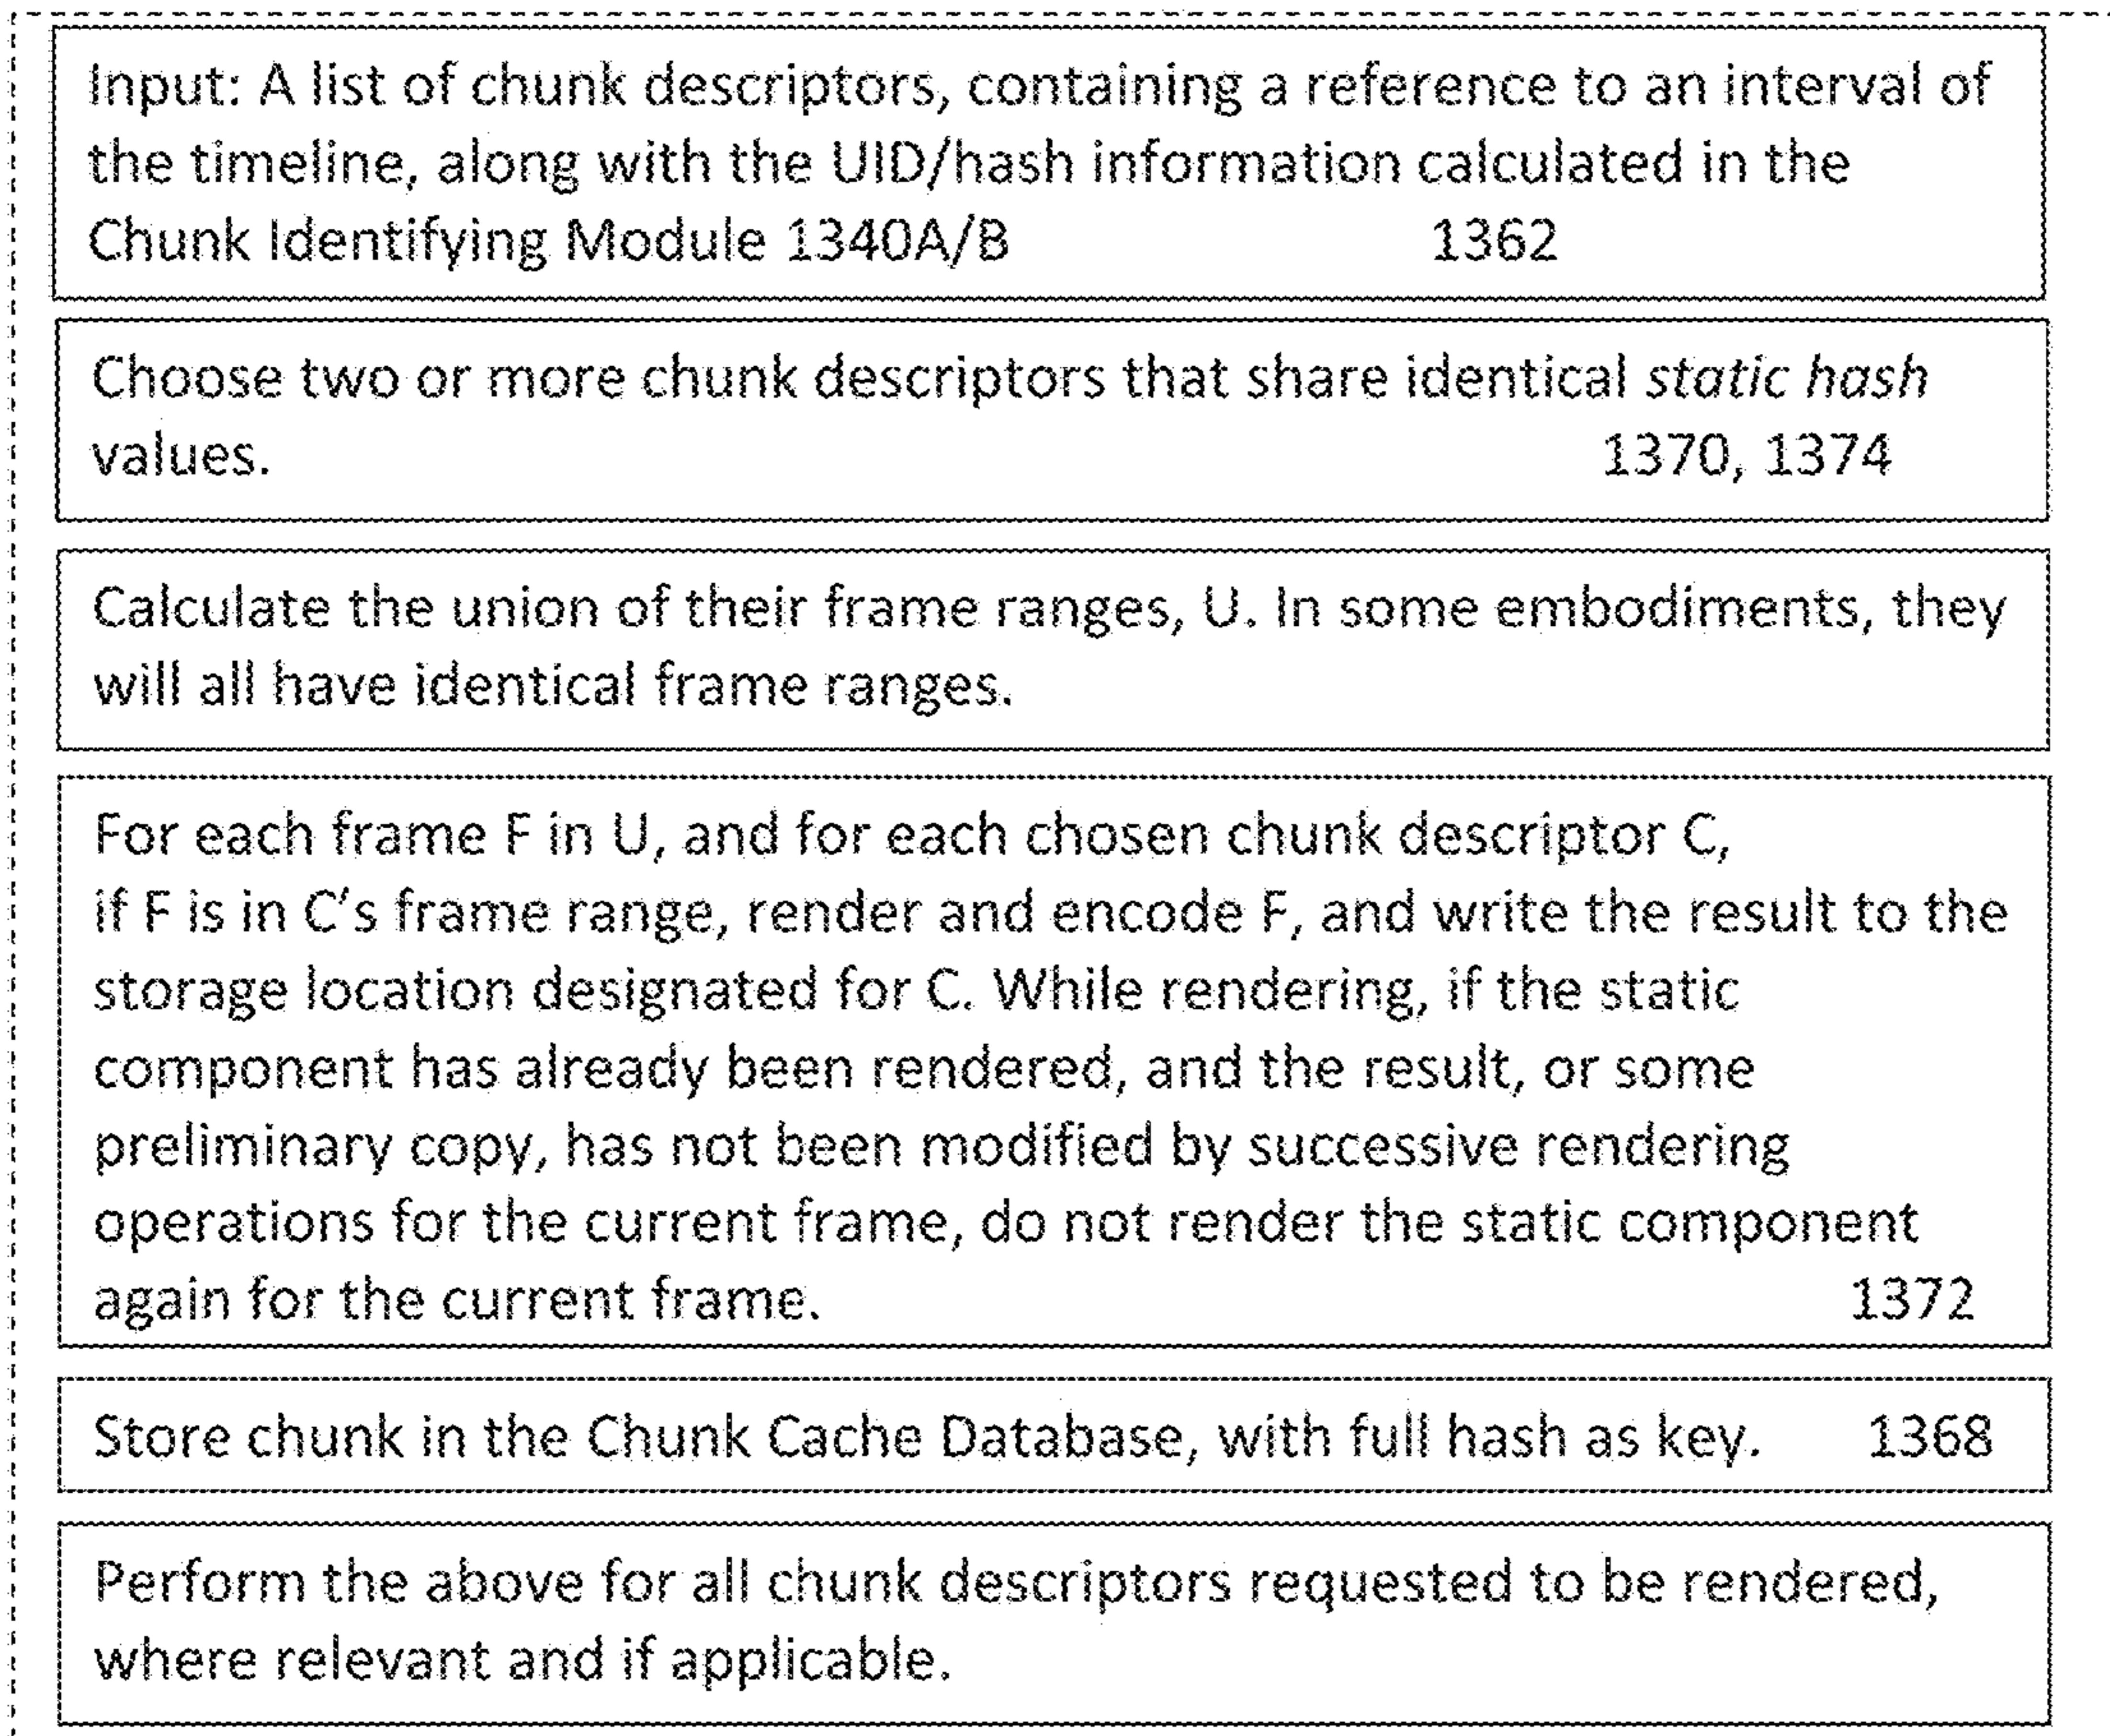 Input: A list of chunk descriptors, containing a reference to an interval of
the timeline, along with the UID/hash information calculated in the
Chunk Identifying Module 1340A/B 1362
Choose two or more chunk descriptors that share identical static hash
values. 1370, 1374
Calculate the union of their frame ranges, U. In some embodiments, they
will all have identical frame ranges.
For each frame F in U, and for each chosen chunk descriptor C,
if F is in C's frame range, render and encode F, and write the result to the
storage location designated for C. While rendering, if the static
component has already been rendered, and the result, or some
preliminary copy, has not been modified by successive rendering
operations for the current frame, do not render the static component
again for the current frame. 1372
Store chunk in the Chunk Cache Database, with full hash as key. 1368
Perform the above for all chunk descriptors requested to be rendered,
where relevant and if applicable.